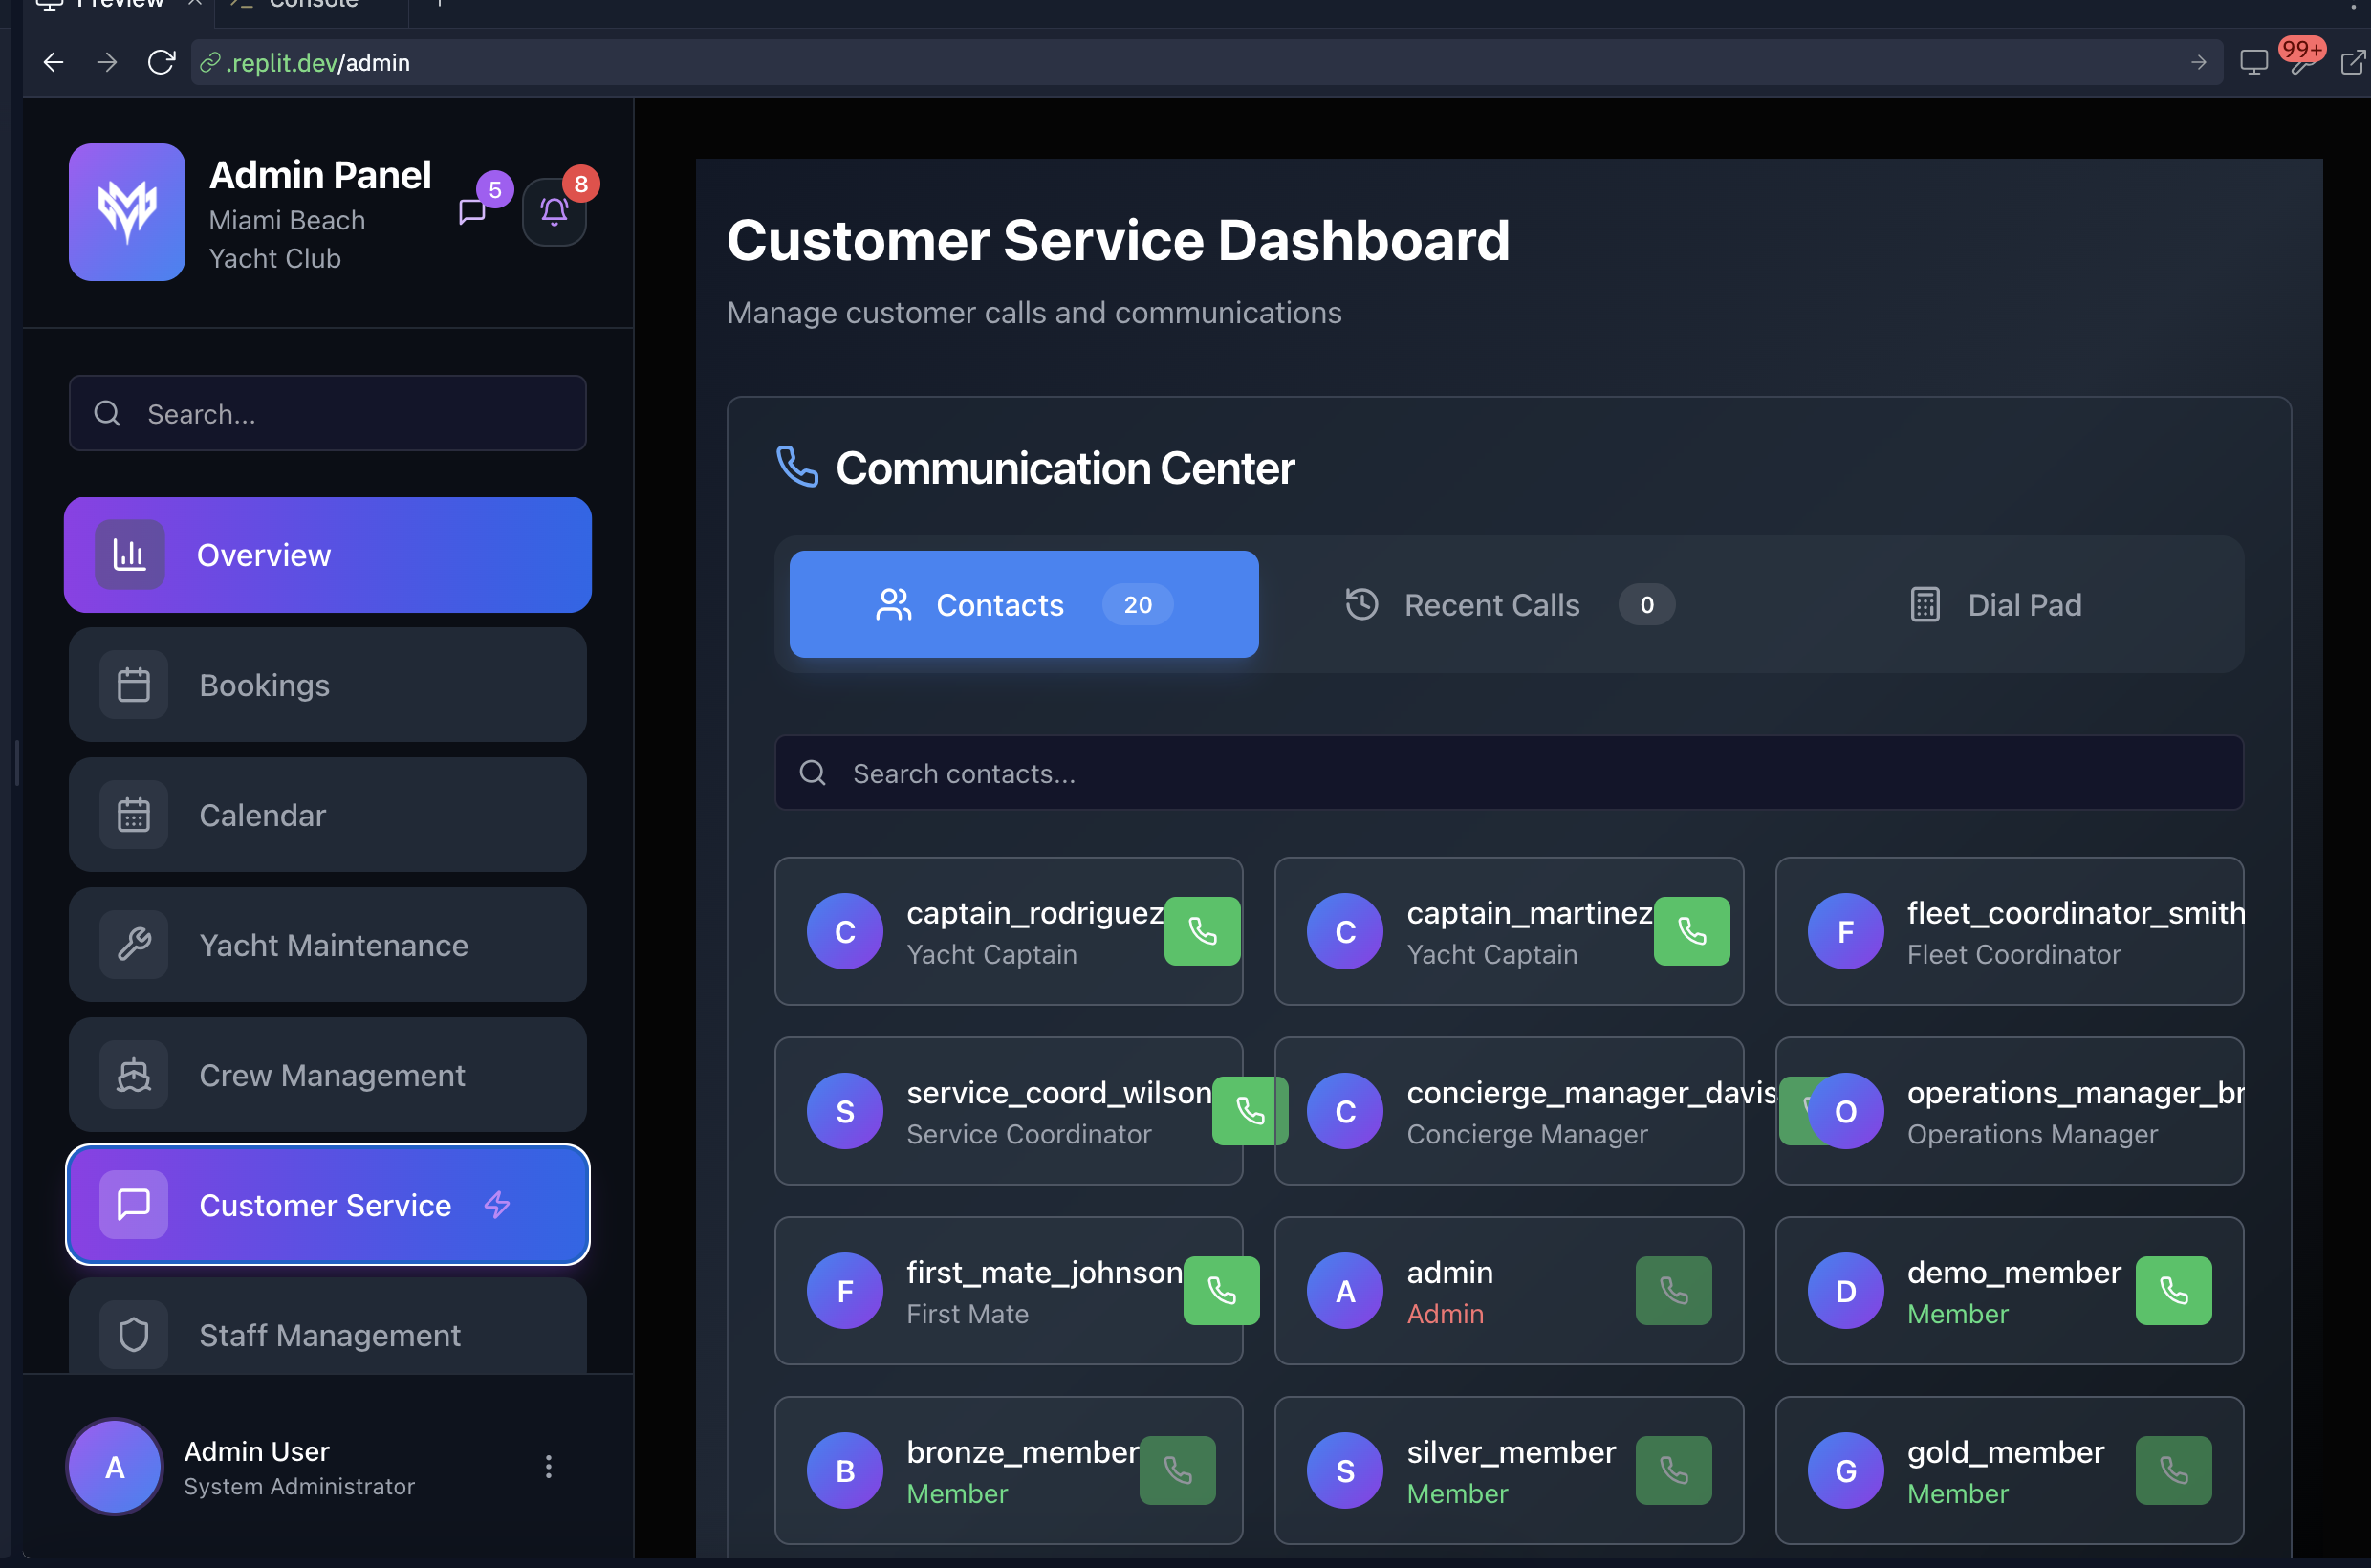 Preview
Console
.replit.dev/admin
99+
Admin Panel
Miami Beach
Yacht Club
5
8
Search...
Overview
Bookings
Calendar
Yacht Maintenance
Crew Management
Customer Service
Staff Management
A
Admin User
System Administrator
Customer Service Dashboard
Manage customer calls and communications
Communication Center
Contacts 20
Recent Calls 0
Dial Pad
Search contacts...
C
captain_rodriguez
Yacht Captain
C
captain_martinez
Yacht Captain
F
fleet_coordinator_smith
Fleet Coordinator
S
service_coord_wilson
Service Coordinator
C
concierge_manager_davis
Concierge Manager
O
operations_manager_br
Operations Manager
F
first_mate_johnson
First Mate
A
admin
Admin
D
demo_member
Member
B
bronze_member
Member
S
silver_member
Member
G
gold_member
Member